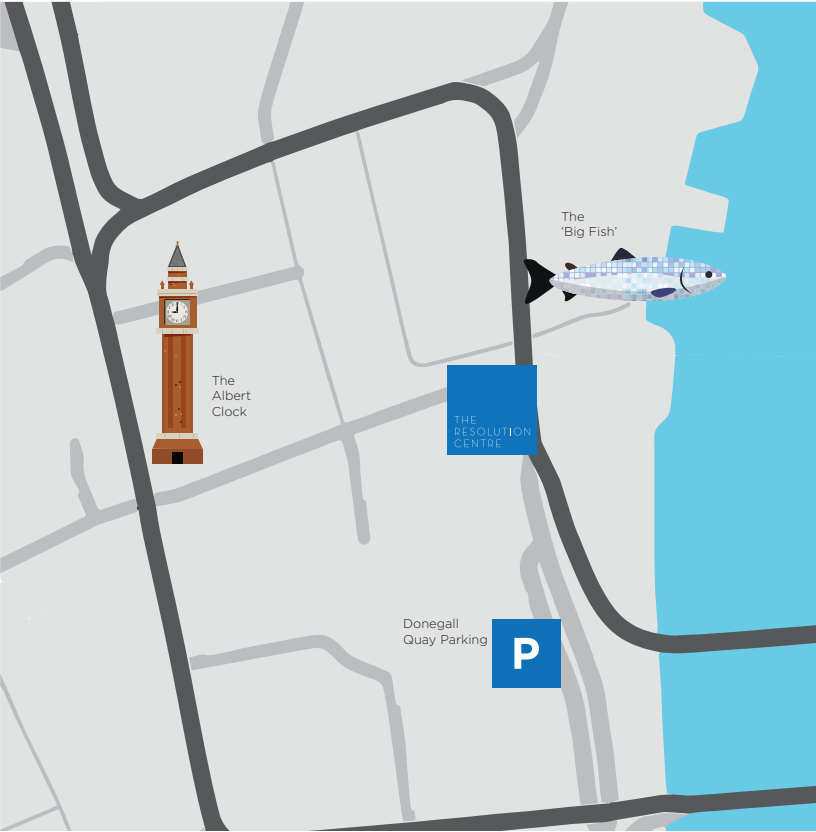 The
‘Big Fish’
The
Albert
Clock
THE
RESOLUTION
CENTRE
Donegall
Quay Parking
P